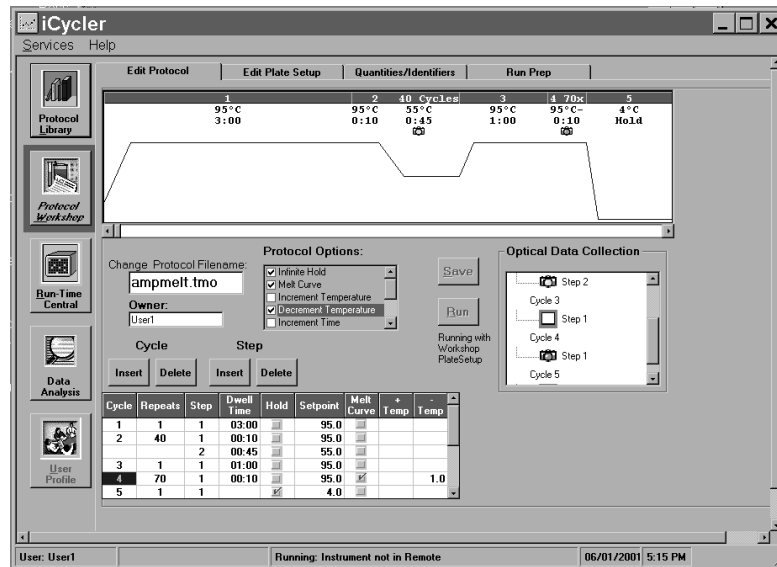 iCycler
Services Help
Protocol
Library
Protocol
Workshop
Run-Time
Central
Data
Analysis
User
Profile
Edit Protocol Edit Plate Setup Quantities/Identifiers Run Prep
1 2 40 Cycles 3 4 70x 5
95°C 95°C 55°C 95°C 95°C- 4°C
3:00 0:10 0:45 1:00 0:10 Hold
Change Protocol Filename:
ampmelt.tmo
Owner:
User1
Protocol Options:
Infinite Hold
Melt Curve
Increment Temperature
Decrement Temperature
Increment Time
Save
Run
Running with
Workshop
PlateSetup
Optical Data Collection
Step 2
Cycle 3
Step 1
Cycle 4
Step 1
Cycle 5
Cycle Step
Insert Delete Insert Delete
Cycle Repeats Step Dwell Time Hold Setpoint Melt Curve + Temp - Temp
1 1 1 03:00 95.0
2 40 1 00:10 95.0
2 00:45 55.0
3 1 1 01:00 95.0
4 70 1 00:10 95.0 1.0
5 1 1 4.0
User: User1 Running: Instrument not in Remote 06/01/2001 5:15 PM